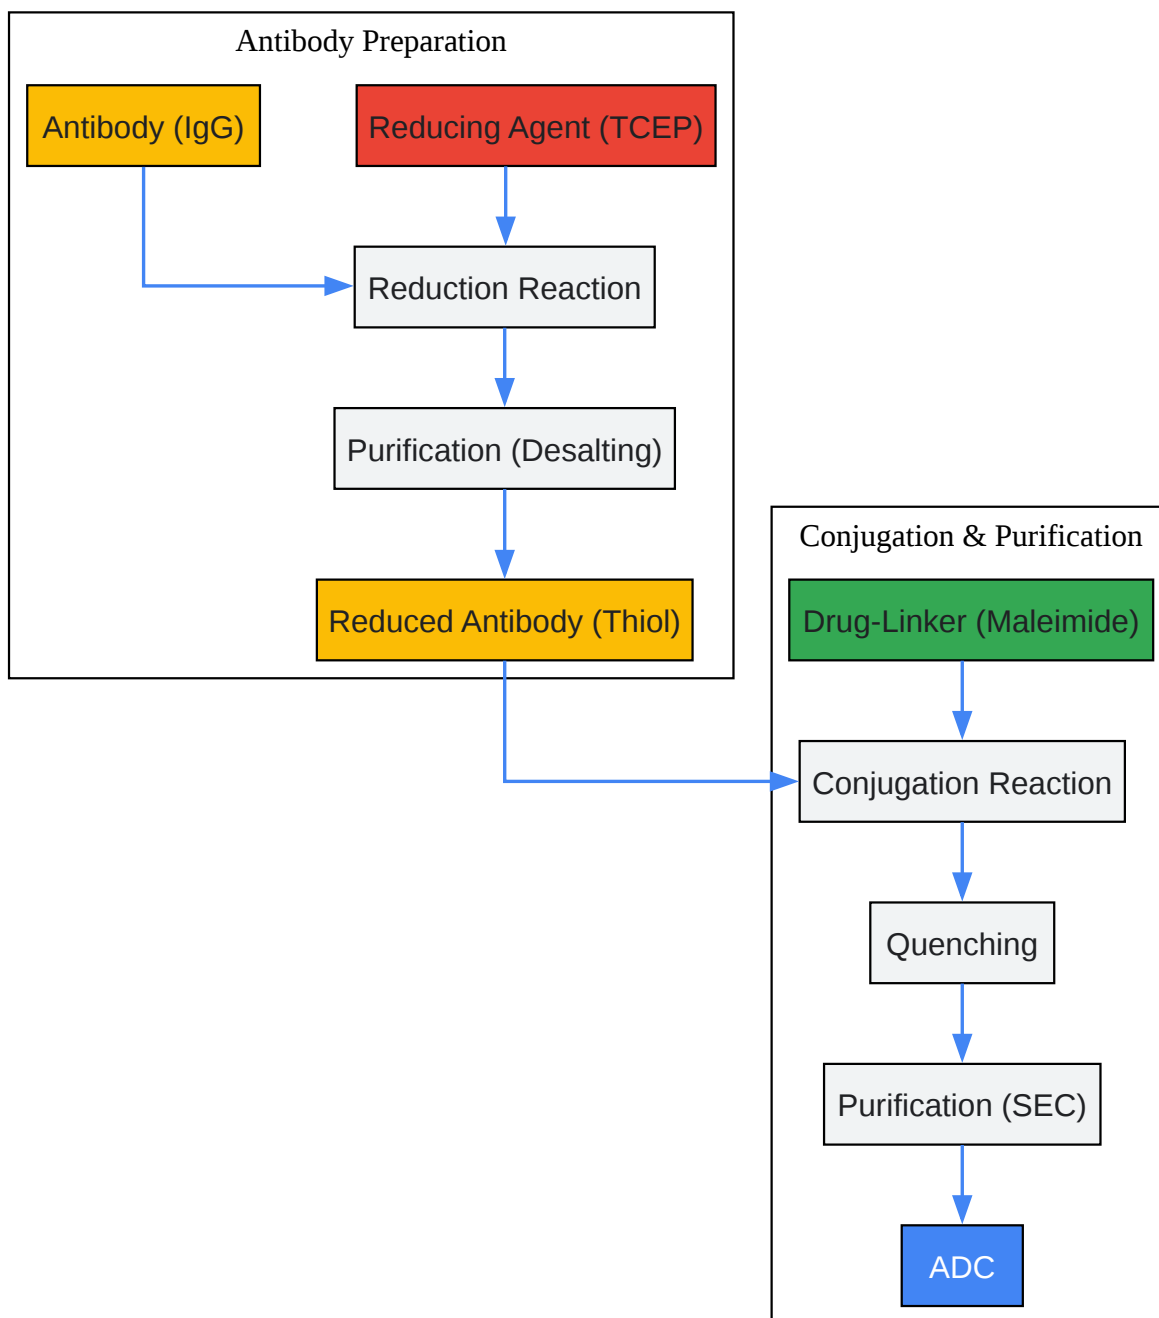 Antibody Preparation
Antibody (IgG)
Reducing Agent (TCEP)
Reduction Reaction
Purification (Desalting)
Reduced Antibody (Thiol)
Conjugation & Purification
Drug-Linker (Maleimide)
Conjugation Reaction
Quenching
Purification (SEC)
ADC